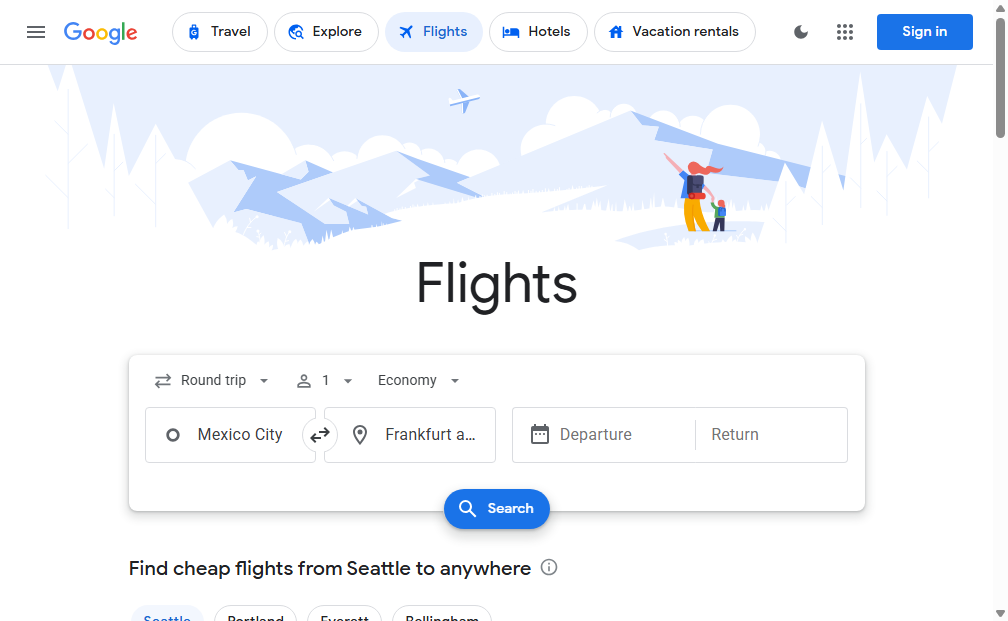 Google
Travel
Explore
Flights
Hotels
Vacation rentals
Sign in
Flights
Round trip
1
Economy
Mexico City
Frankfurt a...
Departure
Return
Search
Find cheap flights from Seattle to anywhere
Seattle
Portland
Everett
Bellingham